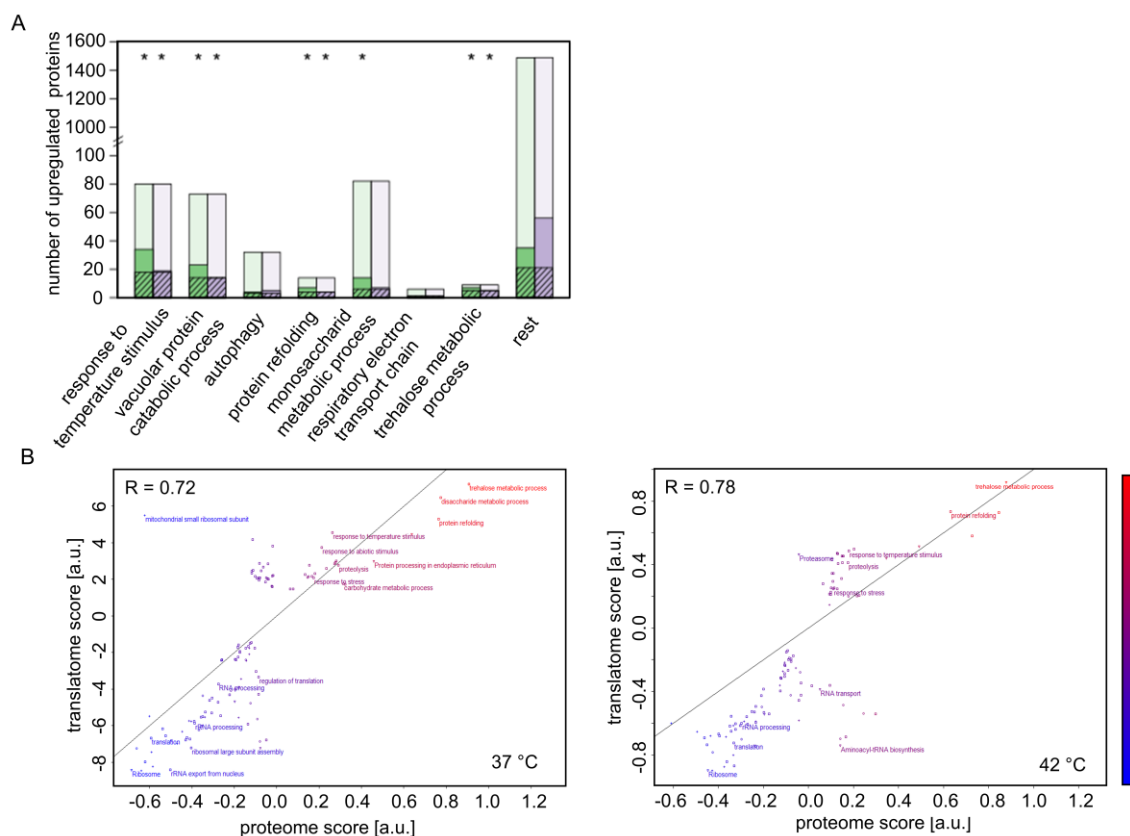 A
number of upregulated proteins
1600
1400
1200
1000
100
80
60
40
20
0
* * * * * * * * *
response to
temperature stimulus
vacuolar protein
catabolic process
autophagy
protein refolding
monosaccharid
metabolic process
respiratory electron
transport chain
trehalose metabolic
process
rest
B
R = 0.72
translatome score [a.u.]
6
4
2
0
-2
-4
-6
-8
mitochondrial small ribosomal subunit
trehalose metabolic process
disaccharide metabolic process
protein refolding
response to temperature stimulus
response to abiotic stimulus
proteolysis
Protein processing in endoplasmic reticulum
response to stress
carbohydrate metabolic process
regulation of translation
RNA processing
rRNA processing
translation
ribosomal large subunit assembly
Ribosome
rRNA export from nucleus
37 °C
-0.6 -0.4 -0.2 0.0 0.2 0.4 0.6 0.8 1.0 1.2
proteome score [a.u.]
R = 0.78
translatome score [a.u.]
0.8
0.4
0.0
-0.4
-0.8
trehalose metabolic process
protein refolding
Proteasome
response to temperature stimulus
proteolysis
response to stress
RNA transport
rRNA processing
translation
Aminoacyl-tRNA biosynthesis
Ribosome
42 °C
-0.6 -0.4 -0.2 0.0 0.2 0.4 0.6 0.8 1.0 1.2
proteome score [a.u.]